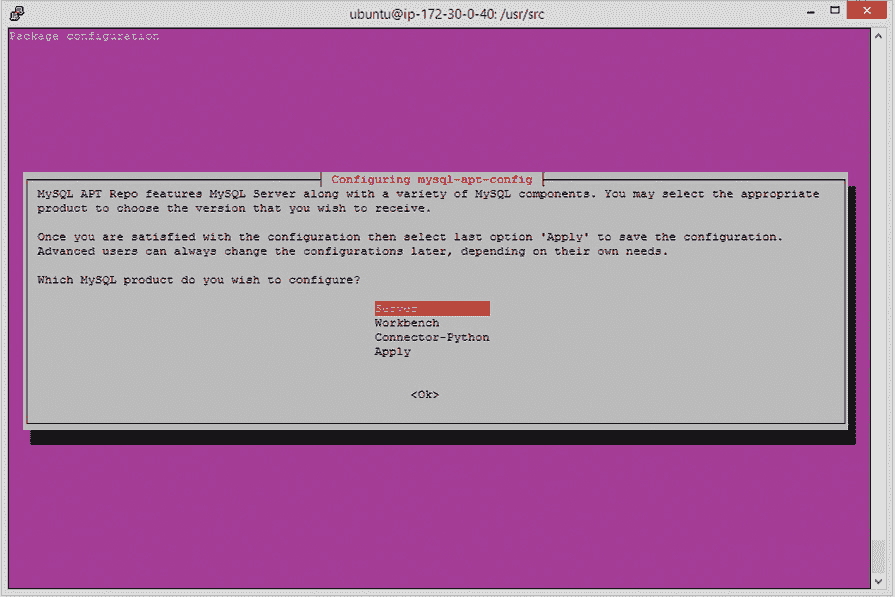 ubuntu@ip-172-30-0-40: /usr/src
Package configuration
Configuring mysql-apt-config
MySQL APT Repo features MySQL Server along with a variety of MySQL components. You may select the appropriate
product to choose the version that you wish to receive.
Once you are satisfied with the configuration then select last option 'Apply' to save the configuration.
Advanced users can always change the configurations later, depending on their own needs.
Which MySQL product do you wish to configure?
Server
Workbench
Connector-Python
Apply
<Ok>